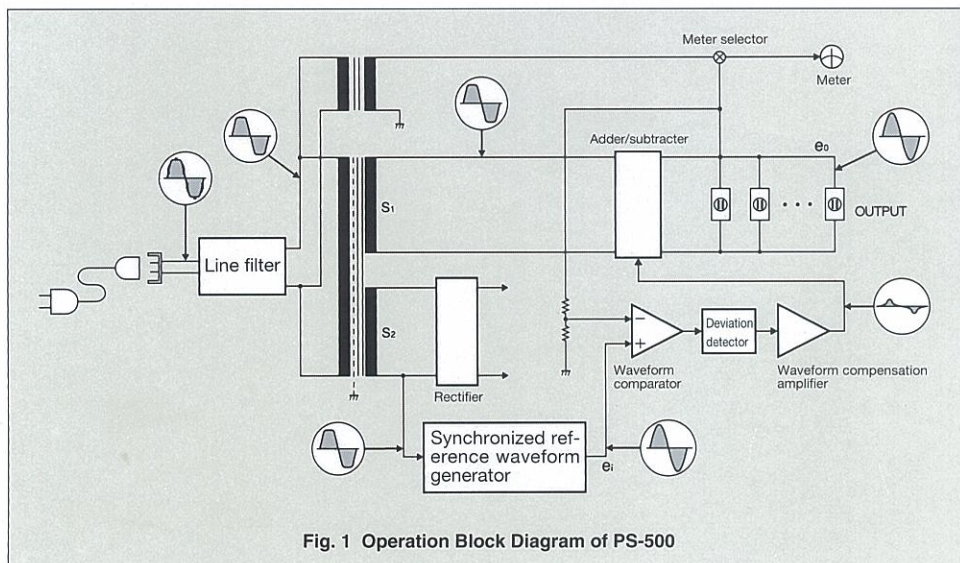 Meter selector
Meter
Adder/subtracter
eo
S1
OUTPUT
Line filter
S2
Deviation
detector
Rectifier
Waveform
comparator
Waveform compensation
amplifier
Synchronized ref-
erence waveform
generator
ei
Fig. 1 Operation Block Diagram of PS-500